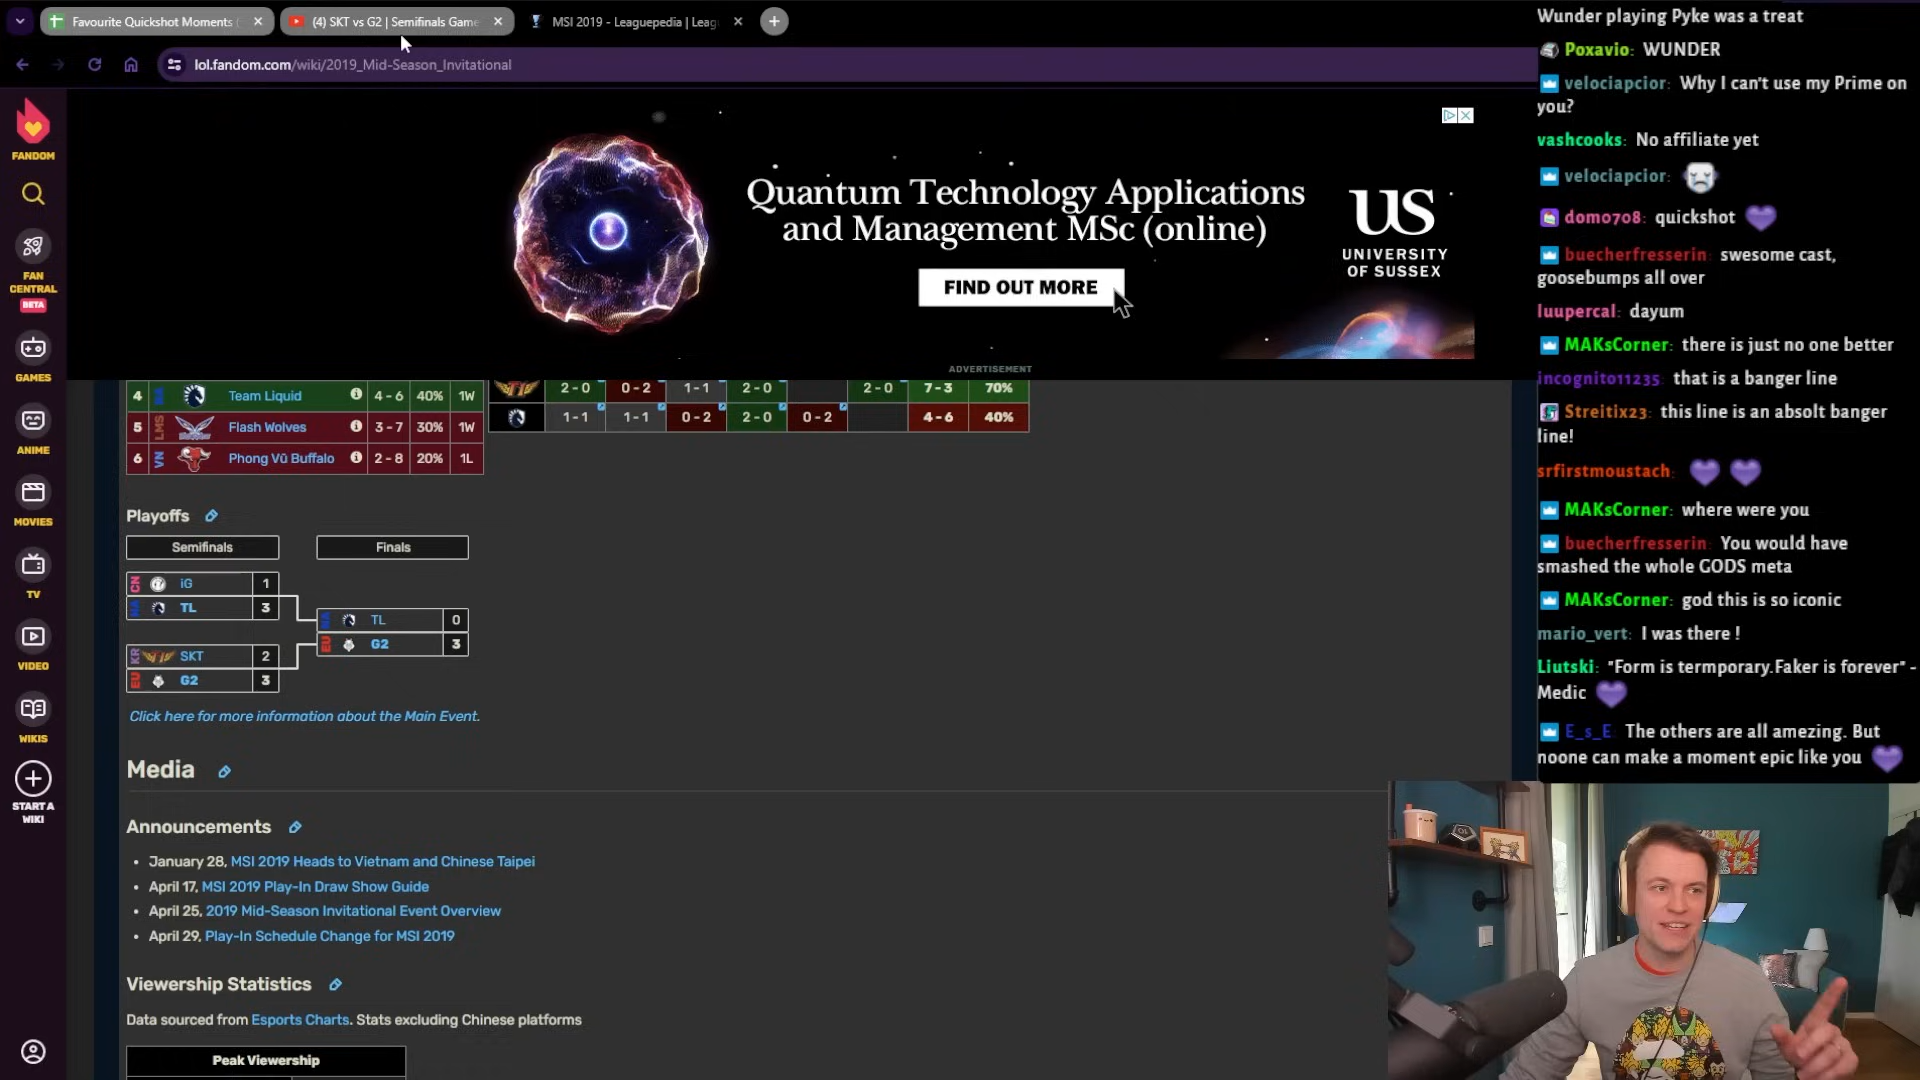 Favourite Quickshot Moments
(4) SKT vs G2 | Semifinals Game
MSI 2019 - Leaguepedia | Leag
lol.fandom.com/wiki/2019_Mid-Season_Invitational
FANDOM
FAN
CENTRAL
BETA
GAMES
ANIME
MOVIES
TV
VIDEO
WIKIS
START A
WIKI
Quantum Technology Applications
and Management MSc (online)
FIND OUT MORE
US
UNIVERSITY
OF SUSSEX
ADVERTISEMENT
4 Team Liquid 4 - 6 40% 1W
5 LMS Flash Wolves 3 - 7 30% 1W
6 VN Phong Vũ Buffalo 2 - 8 20% 1L
2 - 0 0 - 2 1 - 1 2 - 0 2 - 0 7 - 3 70%
1 - 1 1 - 1 0 - 2 2 - 0 0 - 2 4 - 6 40%
Playoffs
Semifinals Finals
CN iG 1
NA TL 3
KR SKT 2
EU G2 3
NA TL 0
EU G2 3
Click here for more information about the Main Event.
Media
Announcements
• January 28, MSI 2019 Heads to Vietnam and Chinese Taipei
• April 17, MSI 2019 Play-In Draw Show Guide
• April 25, 2019 Mid-Season Invitational Event Overview
• April 29, Play-In Schedule Change for MSI 2019
Viewership Statistics
Data sourced from Esports Charts. Stats excluding Chinese platforms
Peak Viewership
Wunder playing Pyke was a treat
Poxavio: WUNDER
velociapcior: Why I can't use my Prime on
you?
vashcooks: No affiliate yet
velociapcior:
domo708: quickshot
buecherfresserin: swesome cast,
goosebumps all over
luupercal: dayum
MAKsCorner: there is just no one better
incognito11235: that is a banger line
Streitix23: this line is an absolt banger
line!
srfirstmoustach:
MAKsCorner: where were you
buecherfresserin: You would have
smashed the whole GODS meta
MAKsCorner: god this is so iconic
mario_vert: I was there !
Liutski: "Form is termporary.Faker is forever" -
Medic
E_s_E: The others are all amezing. But
noone can make a moment epic like you